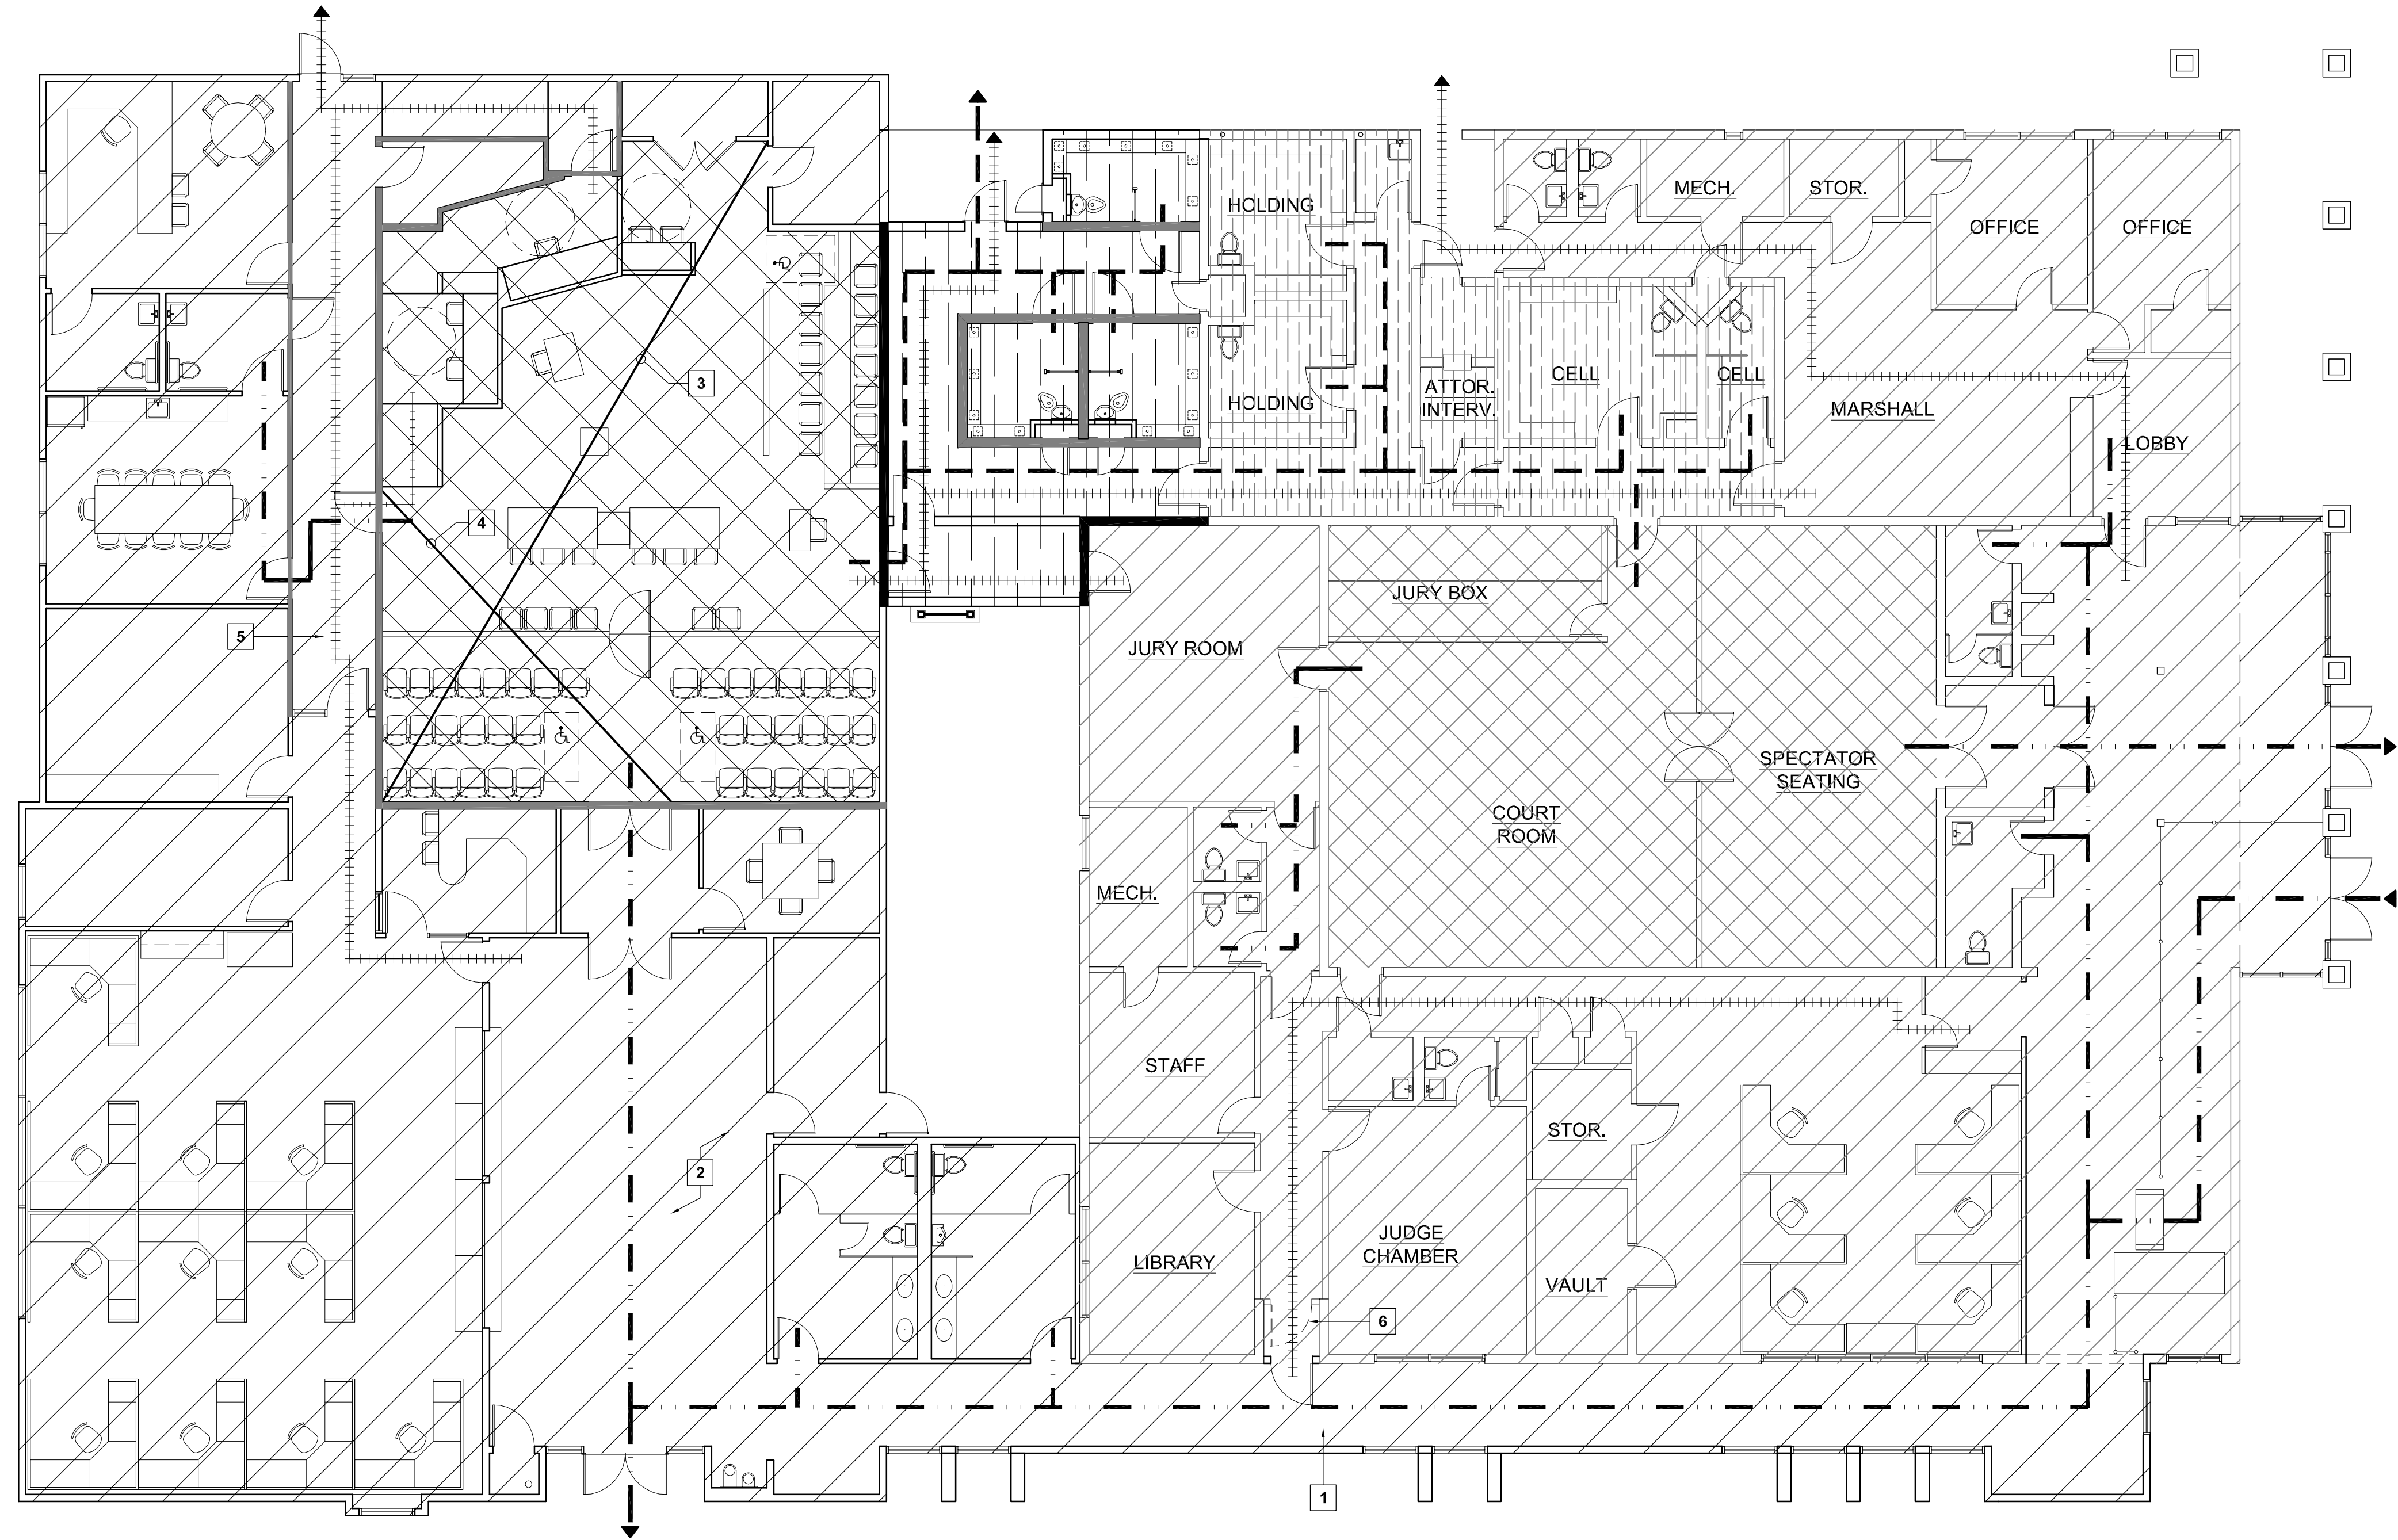 MECH.
STOR.
HOLDING
OFFICE
OFFICE
3
ATTOR.
INTERV.
CELL
CELL
HOLDING
MARSHALL
LOBBY
4
JURY BOX
5
JURY ROOM
SPECTATOR
SEATING
COURT
ROOM
MECH.
STAFF
STOR.
2
JUDGE
CHAMBER
LIBRARY
VAULT
6
1